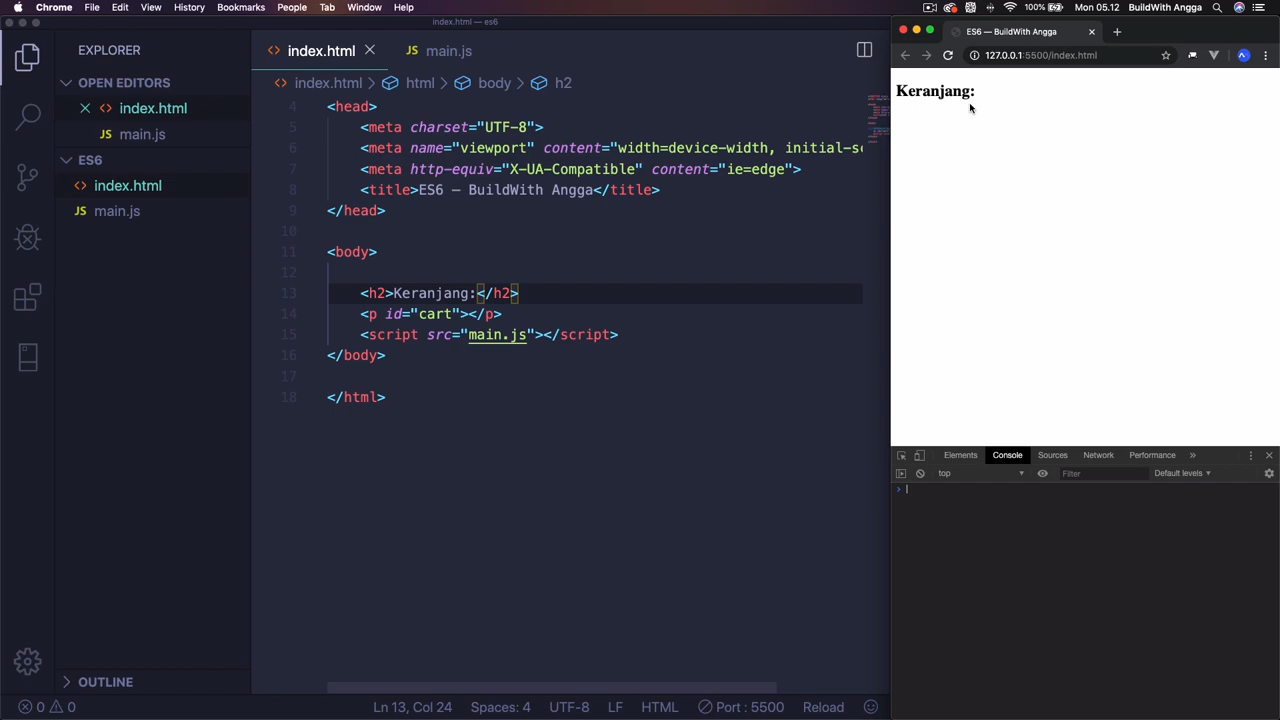 Chrome File Edit View History Bookmarks People Tab Window Help 100% Mon 05.12 BuildWith Angga
index.html — es6
EXPLORER
OPEN EDITORS
index.html
JS main.js
ES6
index.html
JS main.js
OUTLINE
index.html JS main.js
index.html > html > body > h2
4 <head>
5 <meta charset="UTF-8">
6 <meta name="viewport" content="width=device-width, initial-sc
7 <meta http-equiv="X-UA-Compatible" content="ie=edge">
8 <title>ES6 — BuildWith Angga</title>
9 </head>
10
11 <body>
12
13 <h2>Keranjang:</h2>
14 <p id="cart"></p>
15 <script src="main.js"></script>
16 </body>
17
18 </html>
0 0 Ln 13, Col 24 Spaces: 4 UTF-8 LF HTML Port : 5500 Reload
ES6 — BuildWith Angga
127.0.0.1:5500/index.html
Keranjang:
Elements Console Sources Network Performance
top Filter Default levels